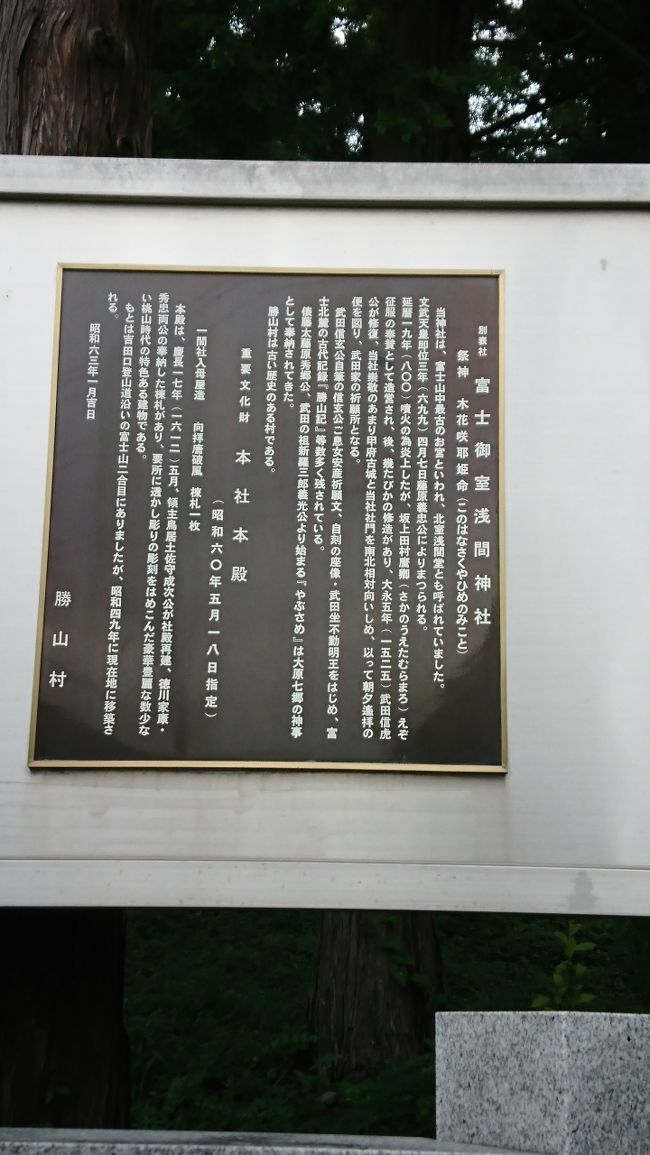 別表社 富士御室浅間神社
祭神 木花咲耶姫命(このはなさくやひめのみこと)
当神社は、富士山中最古のお宮といわれ、北室浅間堂とも呼ばれていました。
文武天皇即位三年(六九九)四月七日藤原義忠公によりまつられる。
延暦一九年(八〇〇)噴火の為炎上したが、坂上田村麿卿(さかのうえたむらまろ)えぞ
征服の奉賛として造営され、後、幾たびかの修造があり、大永五年(一五二五)武田信虎
公が修復、当社崇敬のあまり甲府古城と当社社門を南北相対向いしめ、以って朝夕遙拝の
便を図り、武田家の祈願所となる。
武田信玄公自筆の信玄公ご息女安産祈願文、自刻の座像、武田坐不動明王をはじめ、富
士北麓の古代記録『勝山記』等数多く残されている。
俵藤太藤原秀郷公、武田の祖新羅三郎義光公より始まる『やぶさめ』は大原七郷の神事
として奉納されてきた。
勝山村は古い歴史のある村である。
重要文化財 本社本殿
(昭和六〇年五月一八日指定)
一間社入母屋造 向拝唐破風 棟札一枚
本殿は、慶長一七年(一六一二)五月、領主鳥居土佐守成次公が社殿再建、徳川家康・
秀忠両公の奉納した棟札があり、要所に透かし彫りの彫刻をはめこんだ豪華豊麗な数少な
い桃山時代の特色ある建物である。
もとは吉田口登山道沿いの富士山二合目にありましたが、昭和四九年に現在地に移築さ
れる。
昭和六三年一月吉日
勝山村